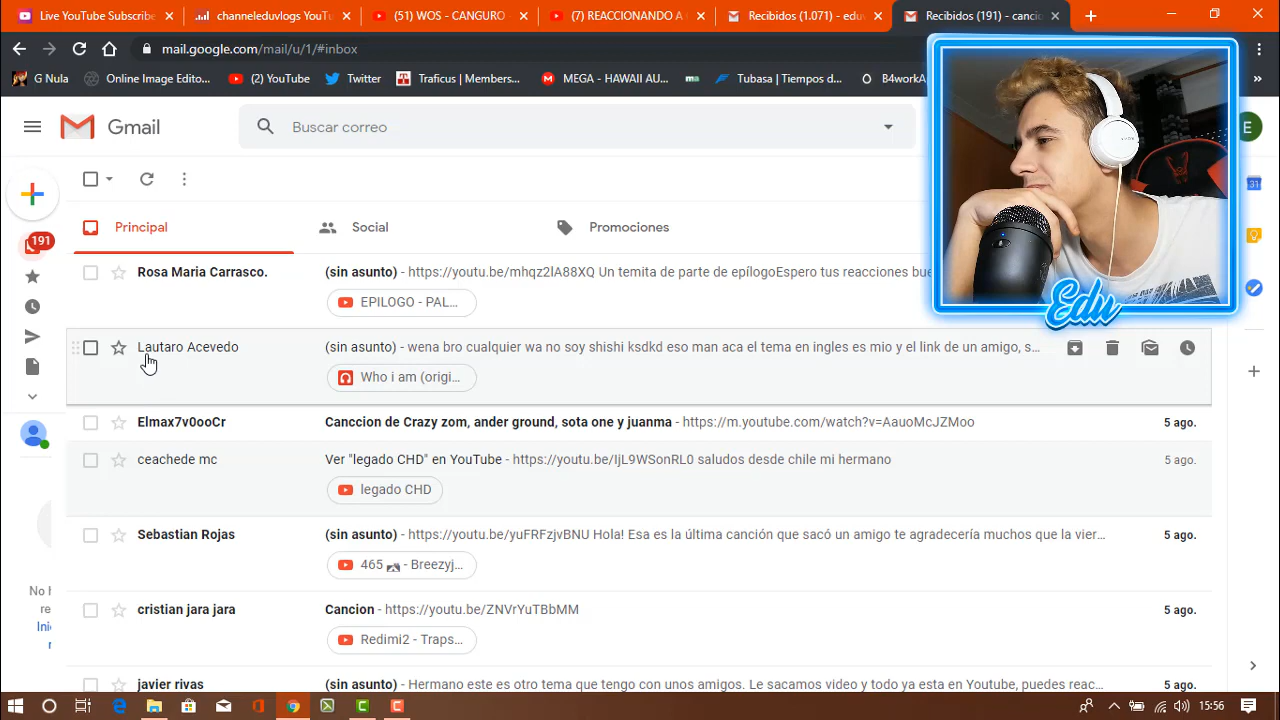 Live YouTube Subscribe
channeleduvlogs YouT
(51) WOS - CANGURO
(7) REACCIONANDO A
Recibidos (1.071) - eduv
Recibidos (191) - cancio
mail.google.com/mail/u/1/#inbox
G Nula
Online Image Edito...
(2) YouTube
Twitter
Traficus | Members...
MEGA - HAWAII AU...
Tubasa | Tiempos d...
B4workA...
»
Gmail
Buscar correo
E
Principal
Social
Promociones
191
31
Rosa Maria Carrasco.
(sin asunto) - https://youtu.be/mhqz2lA88XQ Un temita de parte de epílogoEspero tus reacciones bue
EPILOGO - PAL...
Edu
Lautaro Acevedo
(sin asunto) - wena bro cualquier wa no soy shishi ksdkd eso man aca el tema en ingles es mio y el link de un amigo, s...
Who i am (origi...
Elmax7v0ooCr
Canccion de Crazy zom, ander ground, sota one y juanma - https://m.youtube.com/watch?v=AauoMcJZMoo
5 ago.
ceachede mc
Ver "legado CHD" en YouTube - https://youtu.be/IjL9WSonRL0 saludos desde chile mi hermano
5 ago.
legado CHD
Sebastian Rojas
(sin asunto) - https://youtu.be/yuFRFzjvBNU Hola! Esa es la última canción que sacó un amigo te agradecería muchos que la vier...
5 ago.
465 - Breezyj...
No h
re
Inic
cristian jara jara
Cancion - https://youtu.be/ZNVrYuTBbMM
5 ago.
Redimi2 - Traps...
javier rivas
(sin asunto) - Hermano este es otro tema que tengo con unos amigos. Le sacamos video y todo ya esta en Youtube, puedes reac...
5 ago.
15:56